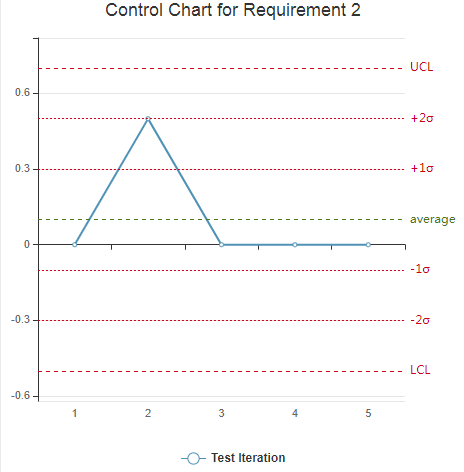 Control Chart for Requirement 2
UCL
0.6
+2σ
0.3
+1σ
average
0
-1σ
-0.3
-2σ
LCL
-0.6
1 2 3 4 5
Test Iteration